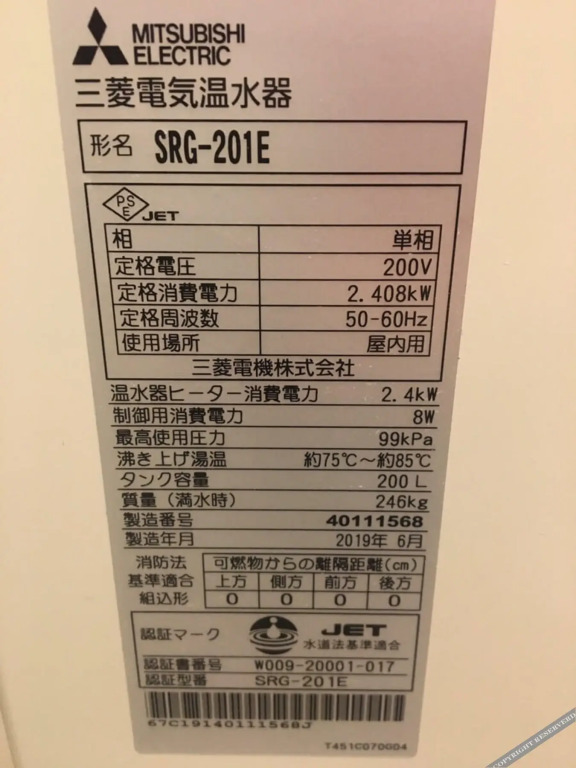 MITSUBISHI
ELECTRIC
三菱電気温水器
形名 SRG-201E
PS
E JET
相 単相
定格電圧 200V
定格消費電力 2.408kW
定格周波数 50-60Hz
使用場所 屋内用
三菱電機株式会社
温水器ヒーター消費電力 2.4kW
制御用消費電力 8W
最高使用圧力 99kPa
沸き上げ湯温 約75℃～約85℃
タンク容量 200L
質量(満水時) 246kg
製造番号 40111568
製造年月 2019年 6月
消防法 可燃物からの離隔距離(cm)
基準適合 上方 側方 前方 後方
組込形 0 0 0 0
認証マーク JET
水道法基準適合
認証書番号 W009-20001-017
認証型番 SRG-201E
67C19140111568J
T451C070G04
COPYRIGHT RESERVED